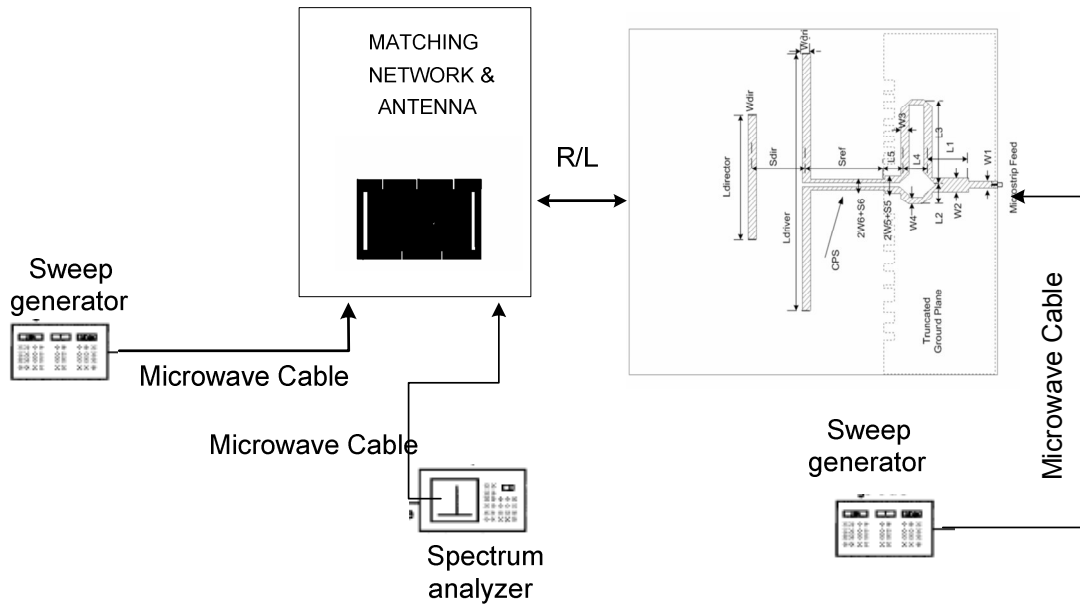 MATCHING
NETWORK &
ANTENNA
R/L
Sweep
generator
Microwave Cable
Microwave Cable
Spectrum
analyzer
Sweep
generator
Microwave Cable
Ldirector
Wdir
Sdir
Wdri
Ldriver
Sref
CPS
2W6+S6
L5
2W5+S5
W3
L4
W4
L3
L2
L1
W2
W1
Microstrip Feed
Truncated
Ground Plane